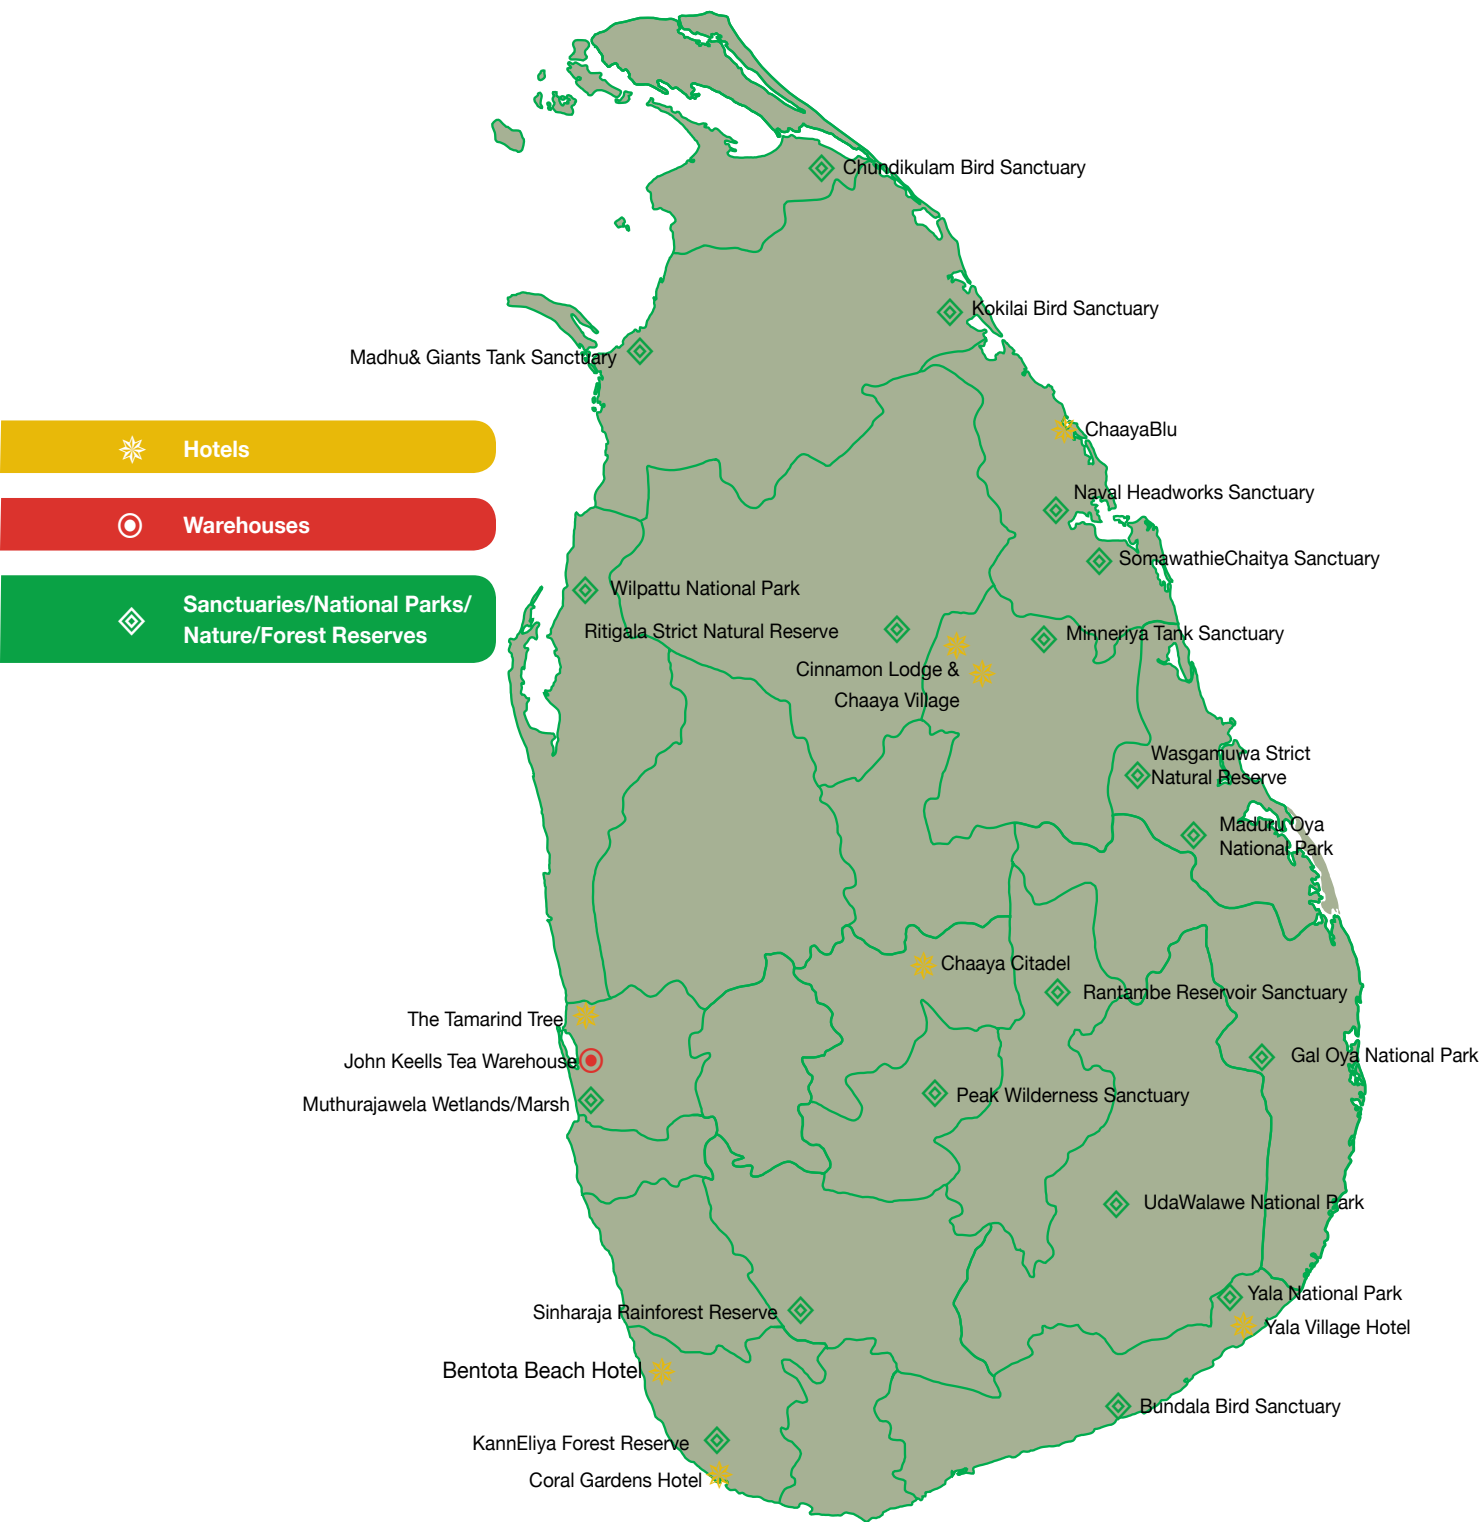 Chundikulam Bird Sanctuary
Kokilai Bird Sanctuary
Madhu& Giants Tank Sanctuary
Hotels
Warehouses
Sanctuaries/National Parks/
Nature/Forest Reserves
ChaayaBlu
Naval Headworks Sanctuary
SomawathieChaitya Sanctuary
Wilpattu National Park
Ritigala Strict Natural Reserve
Minneriya Tank Sanctuary
Cinnamon Lodge &
Chaaya Village
Wasgamuwa Strict
Natural Reserve
Maduru Oya
National Park
Chaaya Citadel
Rantambe Reservoir Sanctuary
The Tamarind Tree
John Keells Tea Warehouse
Gal Oya National Park
Muthurajawela Wetlands/Marsh
Peak Wilderness Sanctuary
UdaWalawe National Park
Yala National Park
Sinharaja Rainforest Reserve
Yala Village Hotel
Bentota Beach Hotel
Bundala Bird Sanctuary
KannEliya Forest Reserve
Coral Gardens Hotel